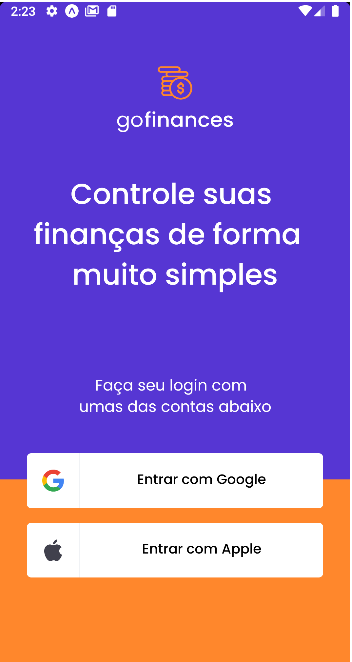 2:23
gofinances
Controle suas
finanças de forma
muito simples
Faça seu login com
umas das contas abaixo
Entrar com Google
Entrar com Apple